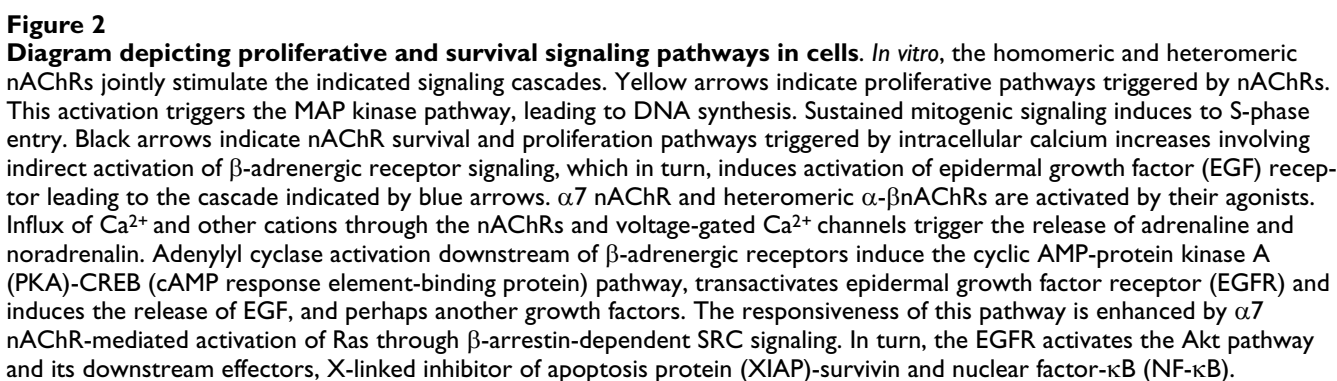 Figure 2
Diagram depicting proliferative and survival signaling pathways in cells. In vitro, the homomeric and heteromeric
nAChRs jointly stimulate the indicated signaling cascades. Yellow arrows indicate proliferative pathways triggered by nAChRs.
This activation triggers the MAP kinase pathway, leading to DNA synthesis. Sustained mitogenic signaling induces to S-phase
entry. Black arrows indicate nAChR survival and proliferation pathways triggered by intracellular calcium increases involving
indirect activation of β-adrenergic receptor signaling, which in turn, induces activation of epidermal growth factor (EGF) recep-
tor leading to the cascade indicated by blue arrows. α7 nAChR and heteromeric α-βnAChRs are activated by their agonists.
Influx of Ca²⁺ and other cations through the nAChRs and voltage-gated Ca²⁺ channels trigger the release of adrenaline and
noradrenalin. Adenylyl cyclase activation downstream of β-adrenergic receptors induce the cyclic AMP-protein kinase A
(PKA)-CREB (cAMP response element-binding protein) pathway, transactivates epidermal growth factor receptor (EGFR) and
induces the release of EGF, and perhaps another growth factors. The responsiveness of this pathway is enhanced by α7
nAChR-mediated activation of Ras through β-arrestin-dependent SRC signaling. In turn, the EGFR activates the Akt pathway
and its downstream effectors, X-linked inhibitor of apoptosis protein (XIAP)-survivin and nuclear factor-κB (NF-κB).